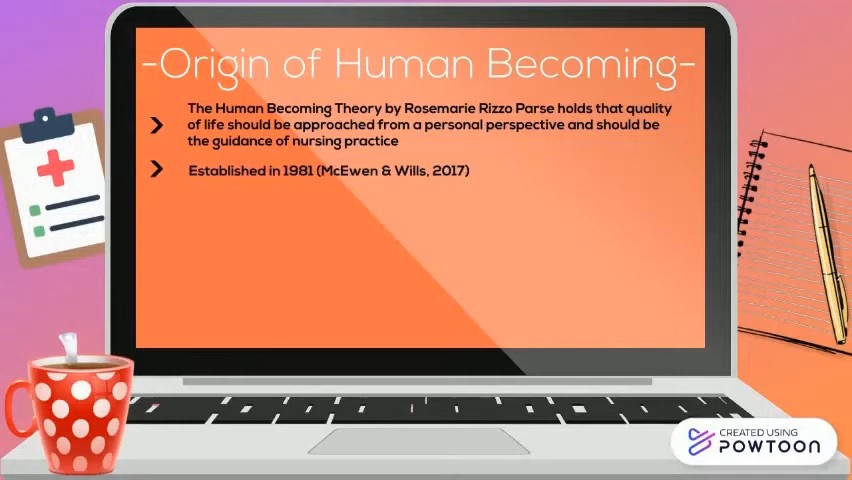 -Origin of Human Becoming-
The Human Becoming Theory by Rosemarie Rizzo Parse holds that quality
of life should be approached from a personal perspective and should be
the guidance of nursing practice
Established in 1981 (McEwen & Wills, 2017)
CREATED USING
POWTOON